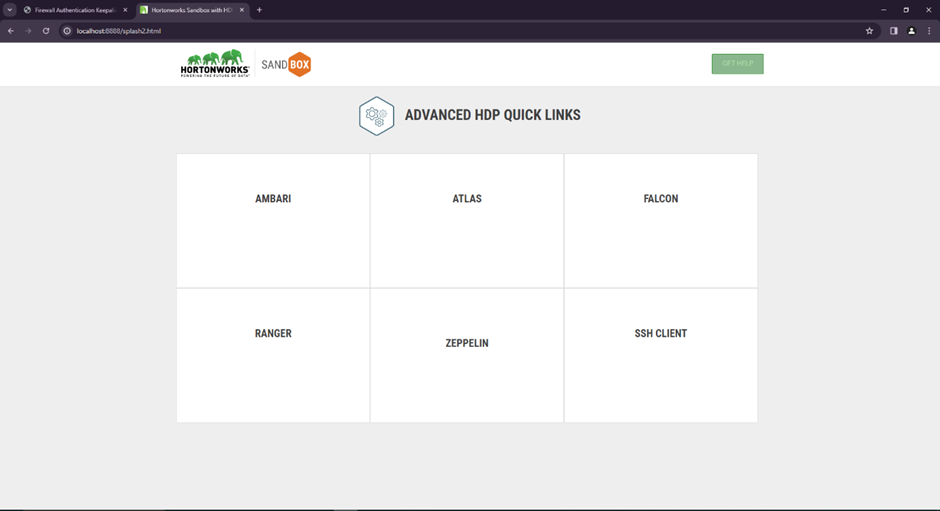 Firewall Authentication Keepali
Hortonworks Sandbox with HD
localhost:8888/splash2.html
HORTONWORKS
POWERING THE FUTURE OF DATA
SANDBOX
GET HELP
ADVANCED HDP QUICK LINKS
AMBARI
ATLAS
FALCON
RANGER
ZEPPELIN
SSH CLIENT